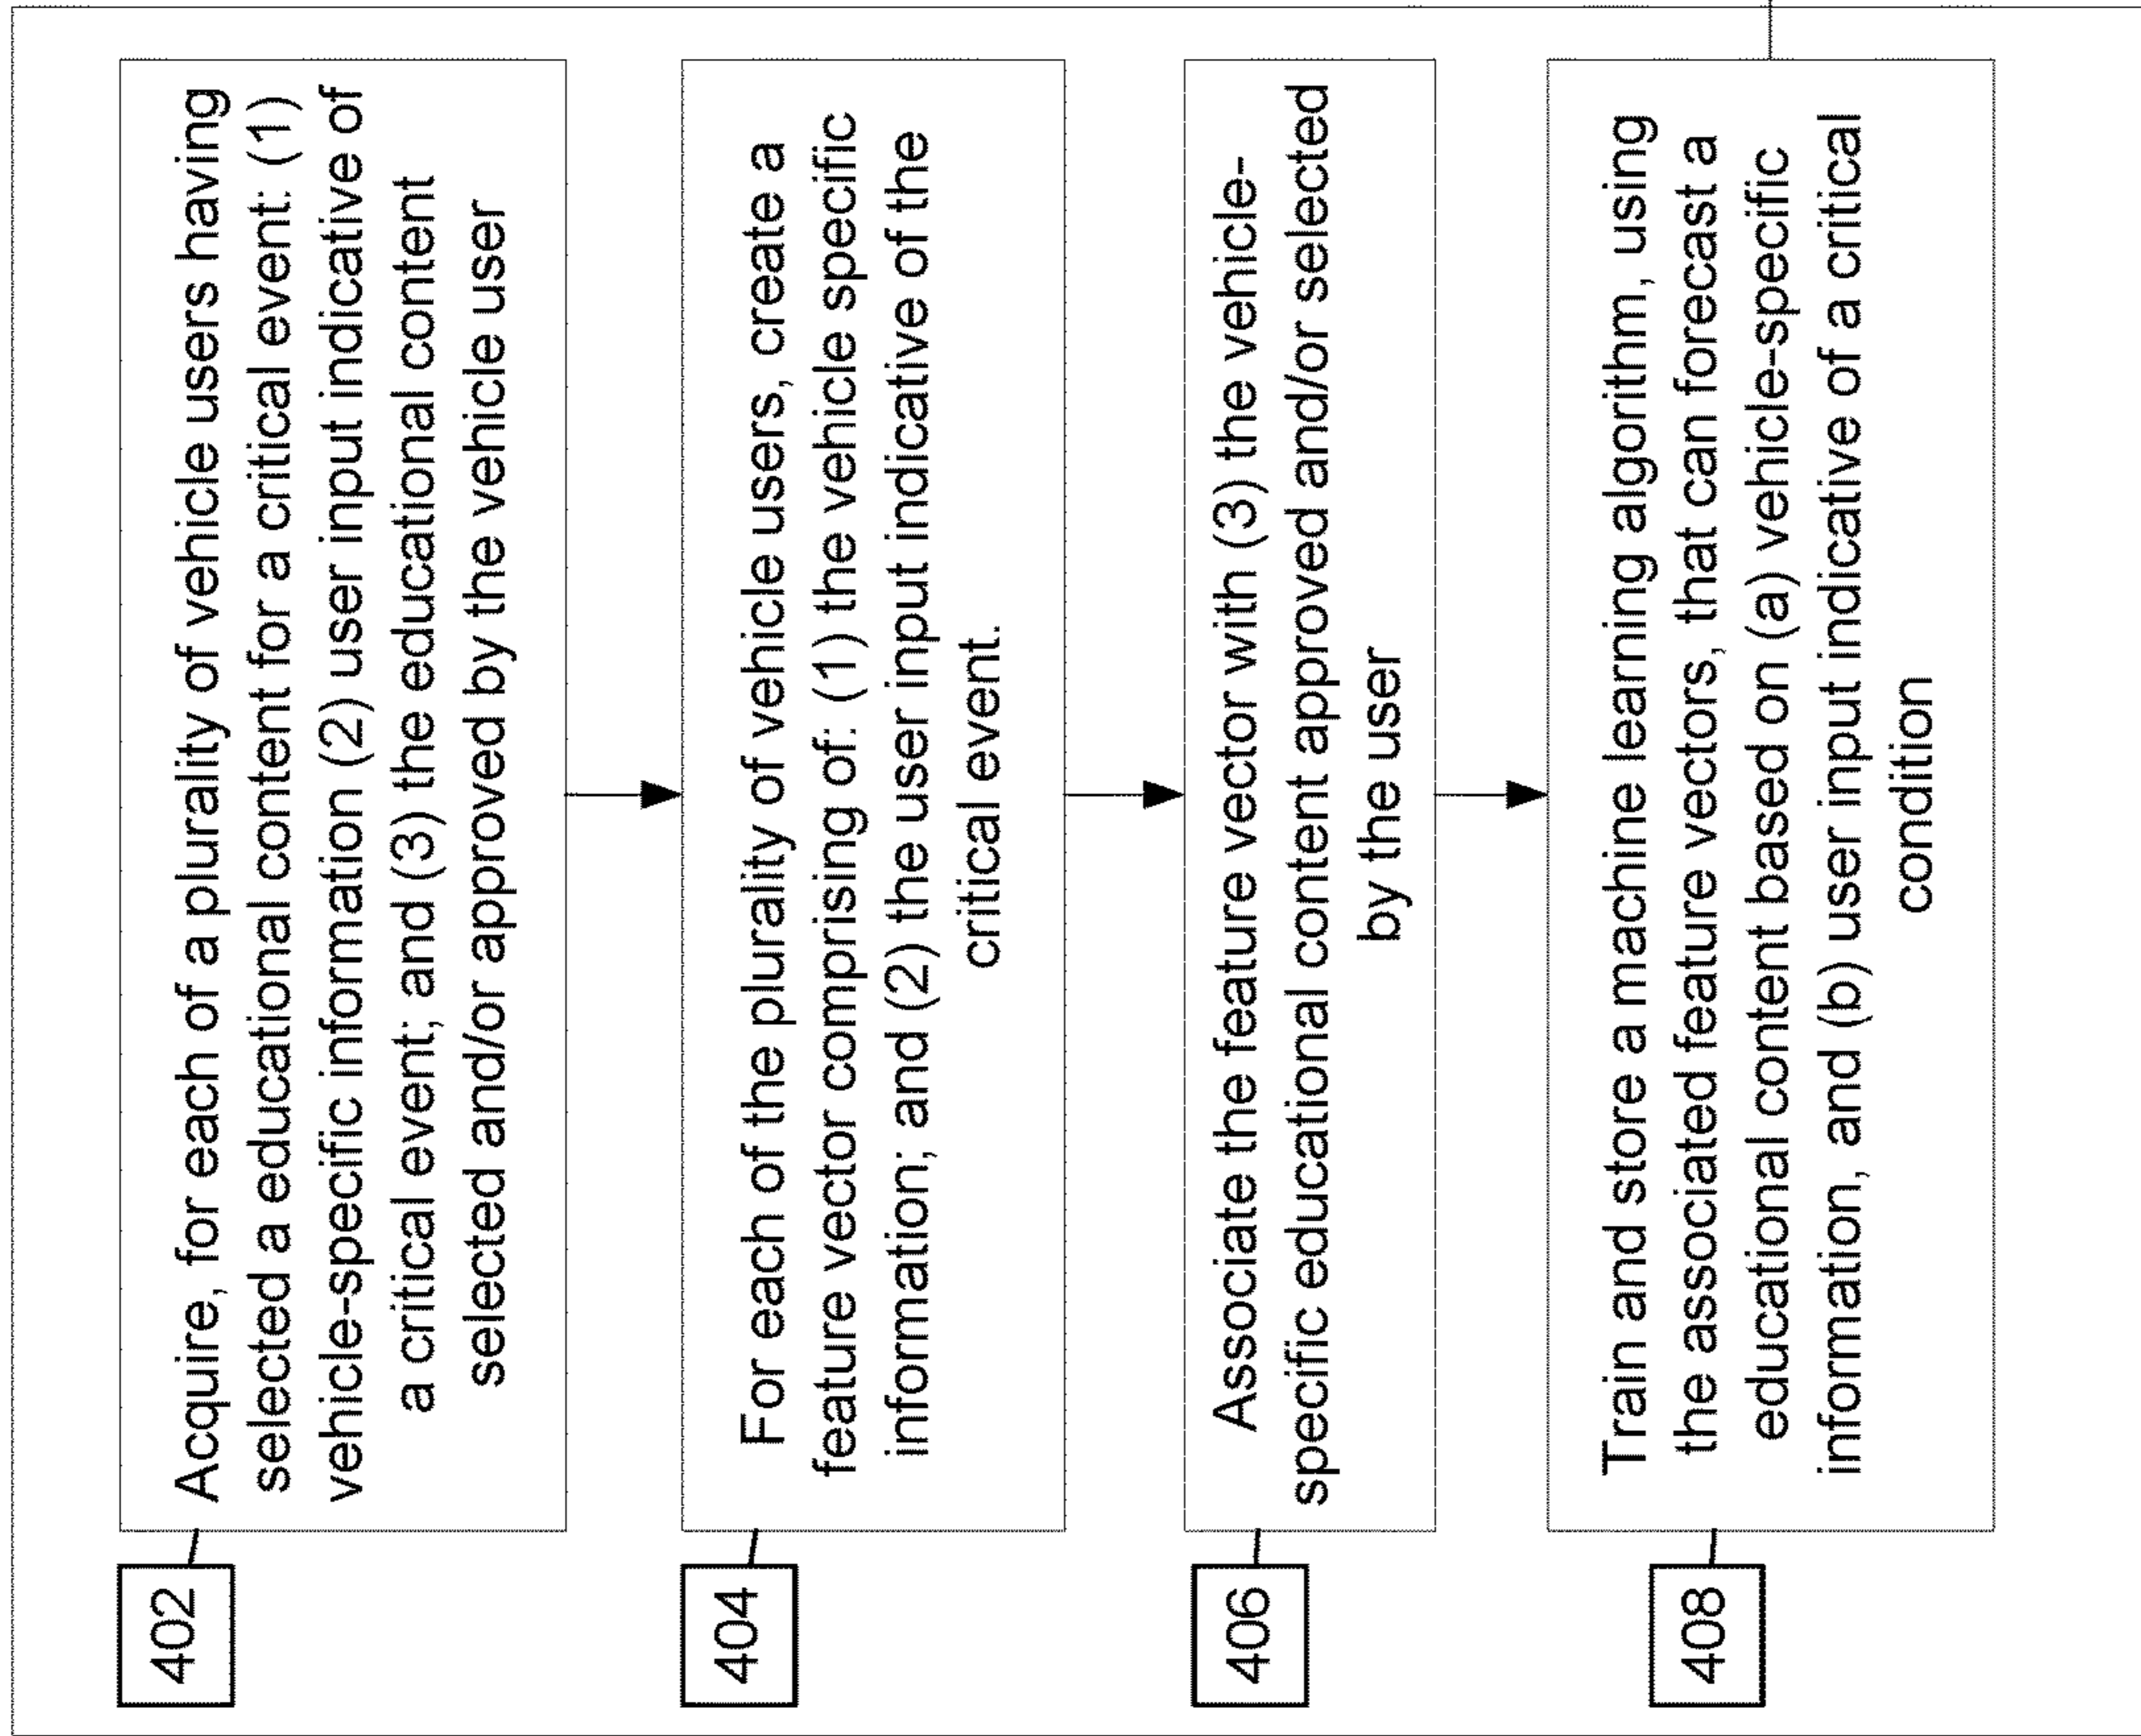 402
Acquire, for each of a plurality of vehicle users having
selected a educational content for a critical event: (1)
vehicle-specific information (2) user input indicative of
a critical event; and (3) the educational content
selected and/or approved by the vehicle user
404
For each of the plurality of vehicle users, create a
feature vector comprising of: (1) the vehicle specific
information; and (2) the user input indicative of the
critical event.
406
Associate the feature vector with (3) the vehicle-
specific educational content approved and/or selected
by the user
408
Train and store a machine learning algorithm, using
the associated feature vectors, that can forecast a
educational content based on (a) vehicle-specific
information, and (b) user input indicative of a critical
condition